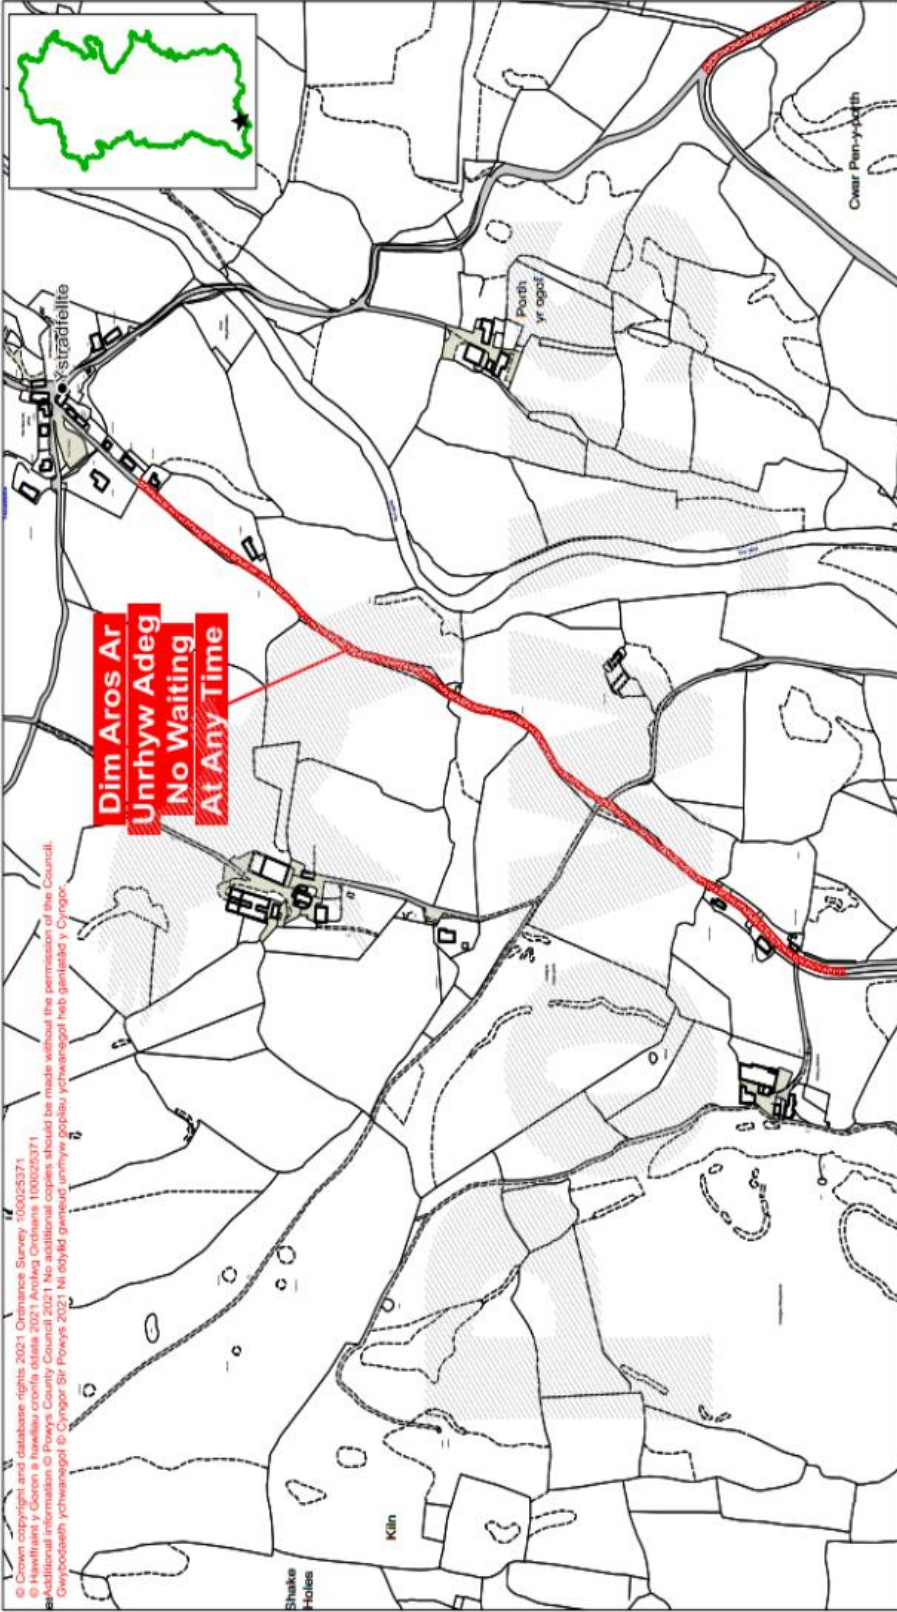 Dim Aros Ar
Unrhyw Adeg
No Waiting
At Any Time
Ystradfellte
Porth
yr ogof
Cwar Pen-y-porth
Kiln
Shake
Holes
© Crown copyright and database rights 2021 Ordnance Survey 100025371
© Hawlfraint y Goron a hawliau cronfa ddata 2021 Arolwg Ordnans 100025371
Additional information © Powys County Council 2021 No additional copies should be made without the permission of the Council.
Gwybodaeth ychwanegol © Cyngor Sir Powys 2021 Ni ddylid gwneud unrhyw gopïau ychwanegol heb ganiatâd y Cyngor.
POWYS